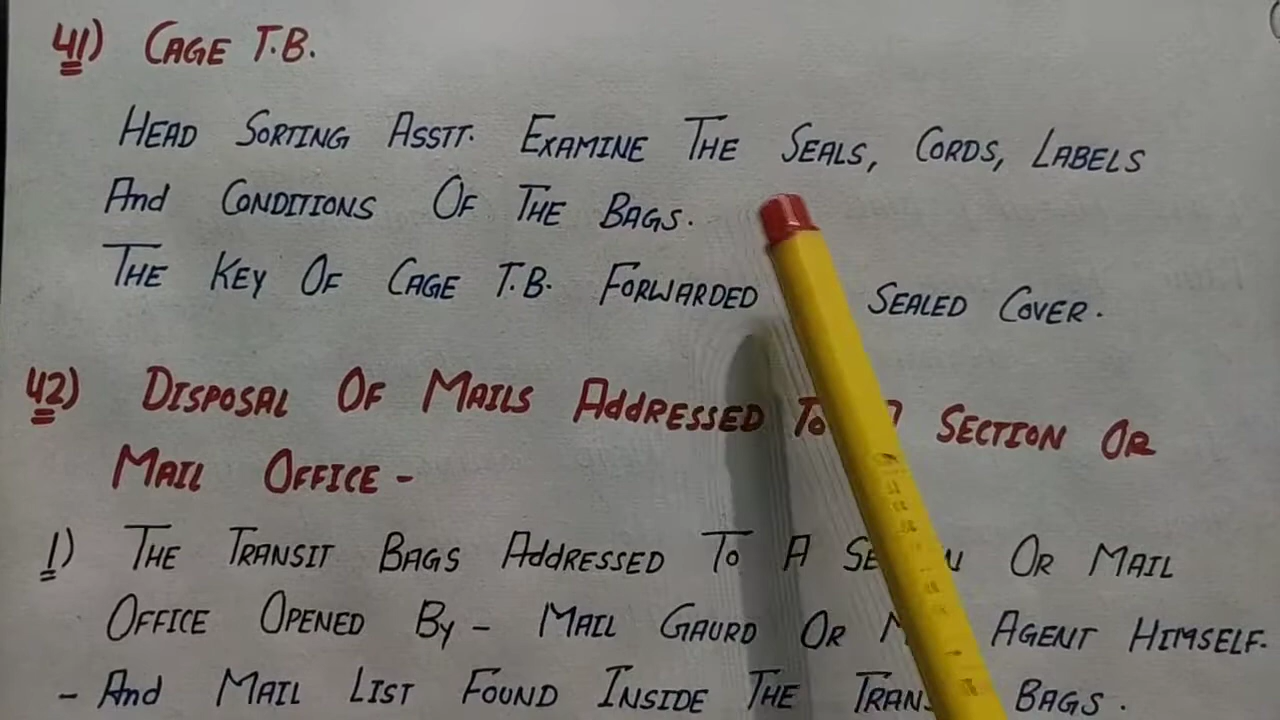 41) CAGE T.B.
HEAD SORTING ASSTT. EXAMINE THE SEALS, CORDS, LABELS
And CONDITIONS OF THE BAGS.
THE KEY OF CAGE T.B. FORWARDED SEALED COVER.
42) DISPOSAL OF MAILS AddRESSED TO SECTION OR
MAIL OFFICE -
1) THE TRANSIT BAGS AddRESSED TO A OR MAIL
OFFICE OPENED By - MAIL GAURD OR AGENT HIMSELF.
- And MAIL LIST FOUND INSIDE THE BAGS.